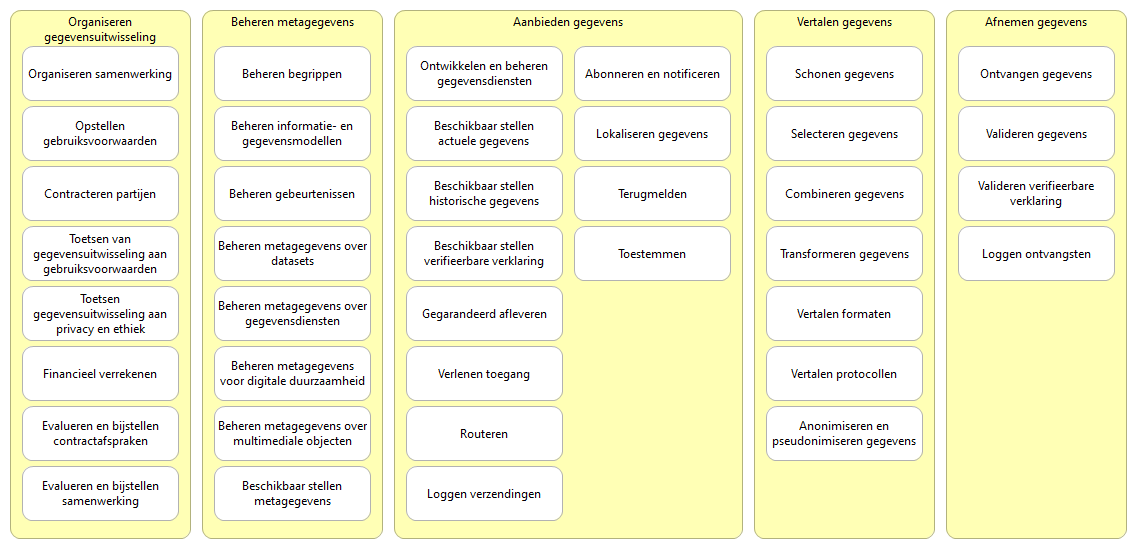 Organiseren
gegevensuitwisseling
Organiseren samenwerking
Opstellen
gebruiksvoorwaarden
Contracteren partijen
Toetsen van
gegevensuitwisseling aan
gebruiksvoorwaarden
Toetsen
gegevensuitwisseling aan
privacy en ethiek
Financieel verrekenen
Evalueren en bijstellen
contractafspraken
Evalueren en bijstellen
samenwerking
Beheren metagegevens
Beheren begrippen
Beheren informatie- en
gegevensmodellen
Beheren gebeurtenissen
Beheren metagegevens over
datasets
Beheren metagegevens over
gegevensdiensten
Beheren metagegevens
voor digitale duurzaamheid
Beheren metagegevens over
multimediale objecten
Beschikbaar stellen
metagegevens
Aanbieden gegevens
Ontwikkelen en beheren
gegevensdiensten
Beschikbaar stellen
actuele gegevens
Beschikbaar stellen
historische gegevens
Beschikbaar stellen
verifieerbare verklaring
Gegarandeerd afleveren
Verlenen toegang
Routeren
Loggen verzendingen
Abonneren en notificeren
Lokaliseren gegevens
Terugmelden
Toestemmen
Vertalen gegevens
Schonen gegevens
Selecteren gegevens
Combineren gegevens
Transformeren gegevens
Vertalen formaten
Vertalen protocollen
Anonimiseren en
pseudonimiseren gegevens
Afnemen gegevens
Ontvangen gegevens
Valideren gegevens
Valideren verifieerbare
verklaring
Loggen ontvangsten